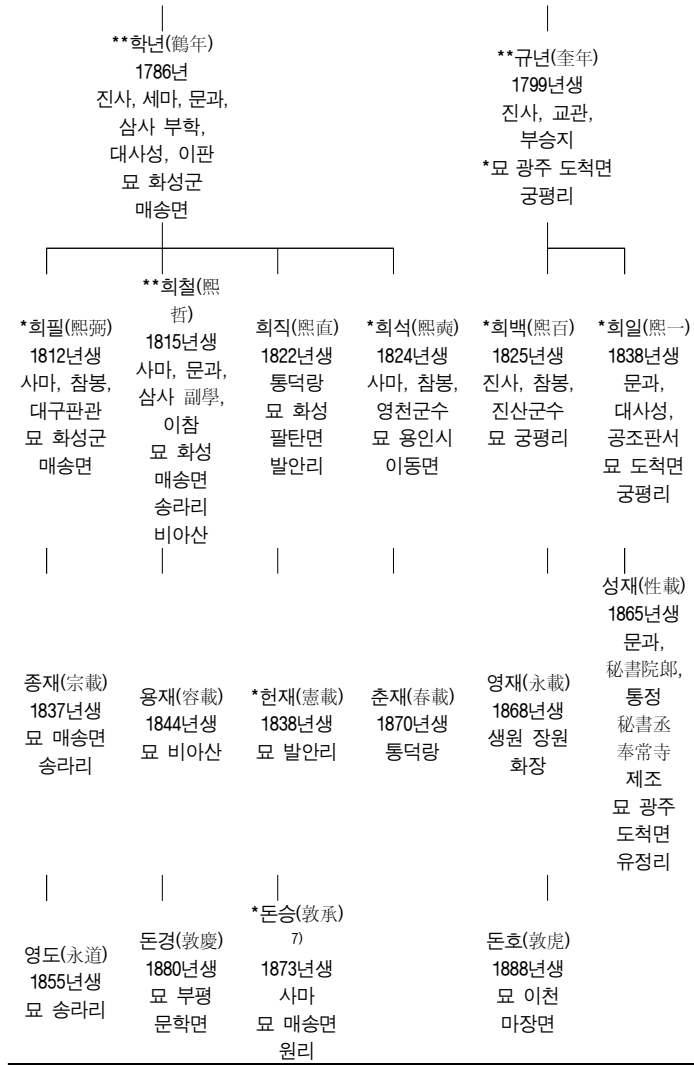 **학년(鶴年)
1786년
진사, 세마, 문과,
삼사 부학,
대사성, 이판
묘 화성군
매송면
**규년(奎年)
1799년생
진사, 교관,
부승지
*묘 광주 도척면
궁평리
*희필(熙弼)
1812년생
사마, 참봉,
대구판관
묘 화성군
매송면
**희철(熙
哲)
1815년생
사마, 문과,
삼사 副學,
이참
묘 화성
매송면
송라리
비아산
희직(熙直)
1822년생
통덕랑
묘 화성
팔탄면
발안리
*희석(熙奭)
1824년생
사마, 참봉,
영천군수
묘 용인시
이동면
*희백(熙百)
1825년생
진사, 참봉,
진산군수
묘 궁평리
*희일(熙一)
1838년생
문과,
대사성,
공조판서
묘 도척면
궁평리
종재(宗載)
1837년생
묘 매송면
송라리
용재(容載)
1844년생
묘 비아산
*헌재(憲載)
1838년생
묘 발안리
춘재(春載)
1870년생
통덕랑
영재(永載)
1868년생
생원 장원
화장
성재(性載)
1865년생
문과,
秘書院郎,
통정
秘書丞
奉常寺
제조
묘 광주
도척면
유정리
영도(永道)
1855년생
묘 송라리
돈경(敦慶)
1880년생
묘 부평
문학면
*돈승(敦承)
7)
1873년생
사마
묘 매송면
원리
돈호(敦虎)
1888년생
묘 이천
마장면